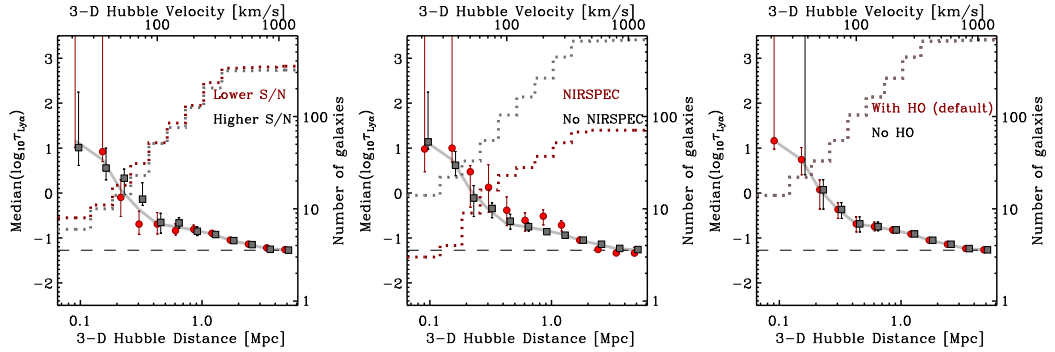 3-D Hubble Velocity [km/s]
100 1000
3
2
1
0
-1
-2
Median(log10τLyα)
Lower S/N
Higher S/N
100
10
1
Number of galaxies
0.1 1.0
3-D Hubble Distance [Mpc]
3-D Hubble Velocity [km/s]
100 1000
3
2
1
0
-1
-2
Median(log10τLyα)
NIRSPEC
No NIRSPEC
100
10
1
Number of galaxies
0.1 1.0
3-D Hubble Distance [Mpc]
3-D Hubble Velocity [km/s]
100 1000
3
2
1
0
-1
-2
Median(log10τLyα)
With HO (default)
No HO
100
10
1
Number of galaxies
0.1 1.0
3-D Hubble Distance [Mpc]